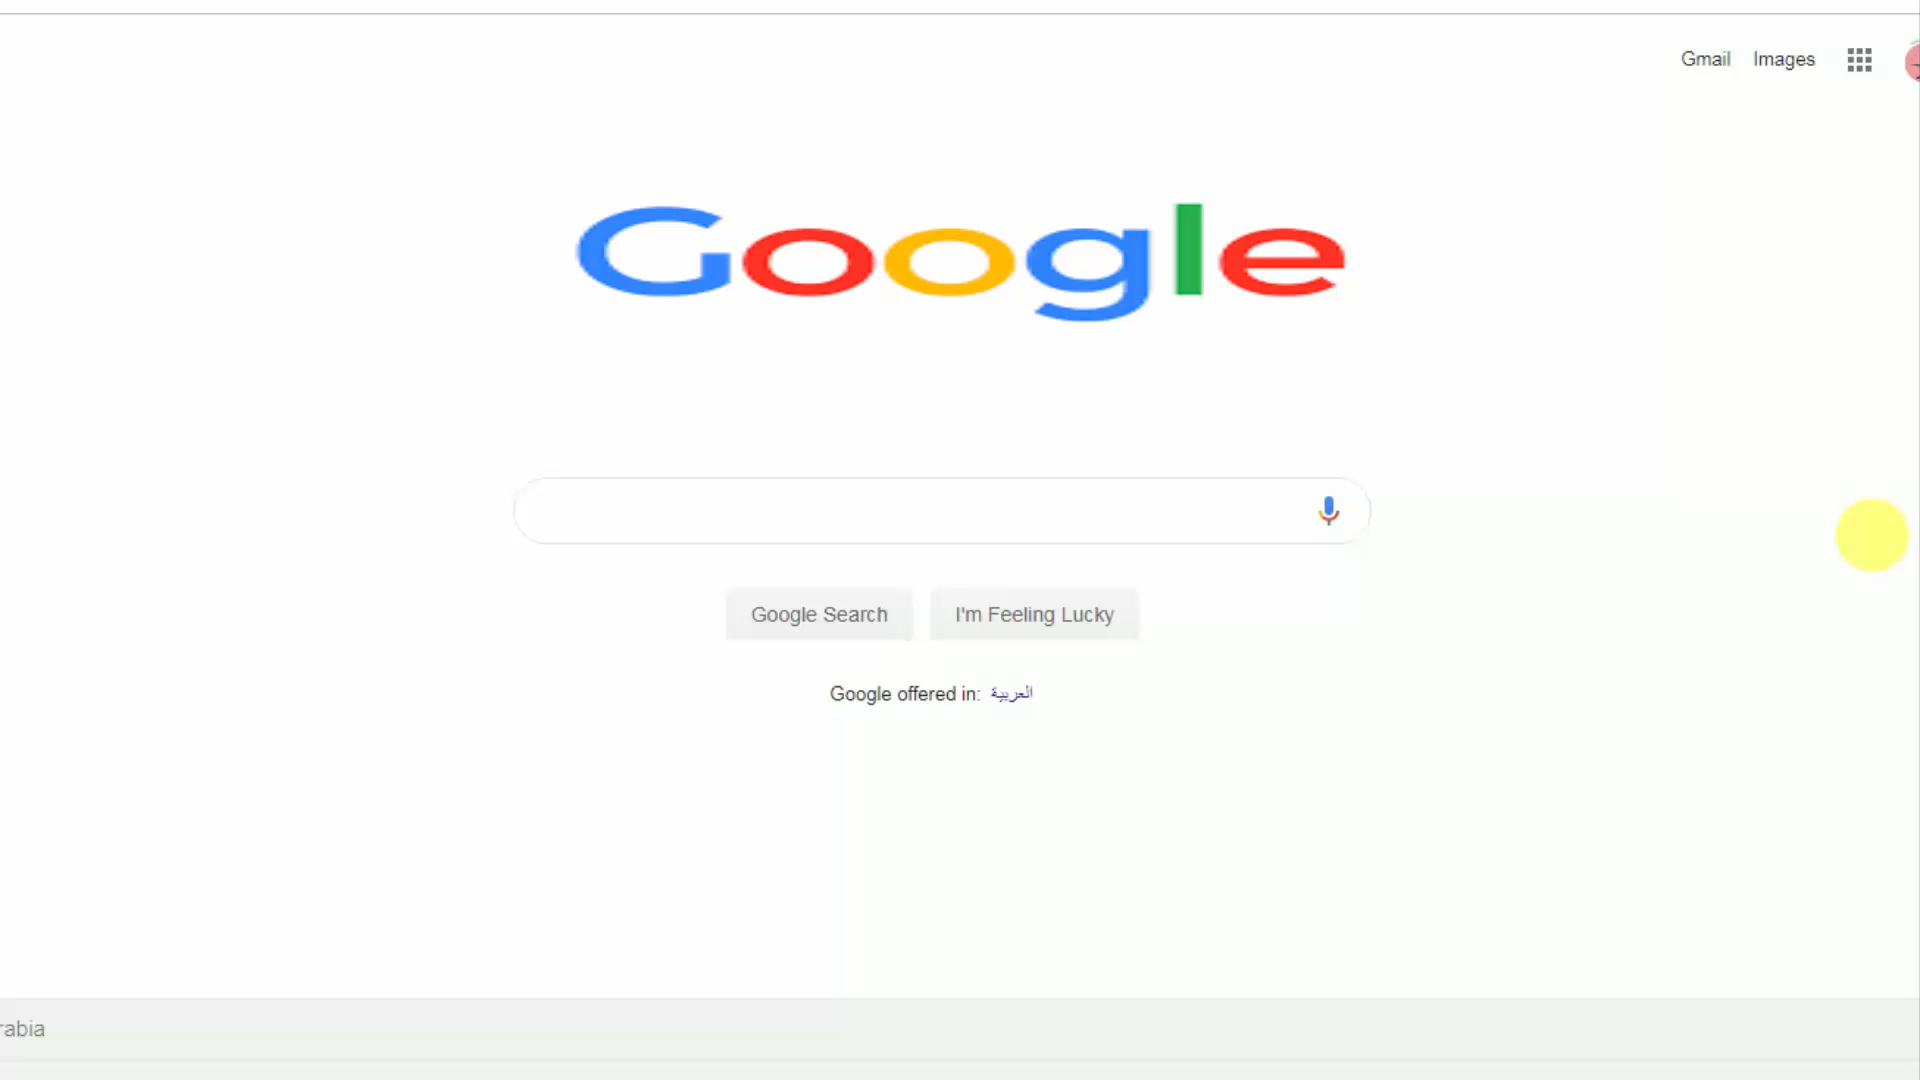 Gmail Images
Google
Google Search I'm Feeling Lucky
Google offered in: العربية
rabia